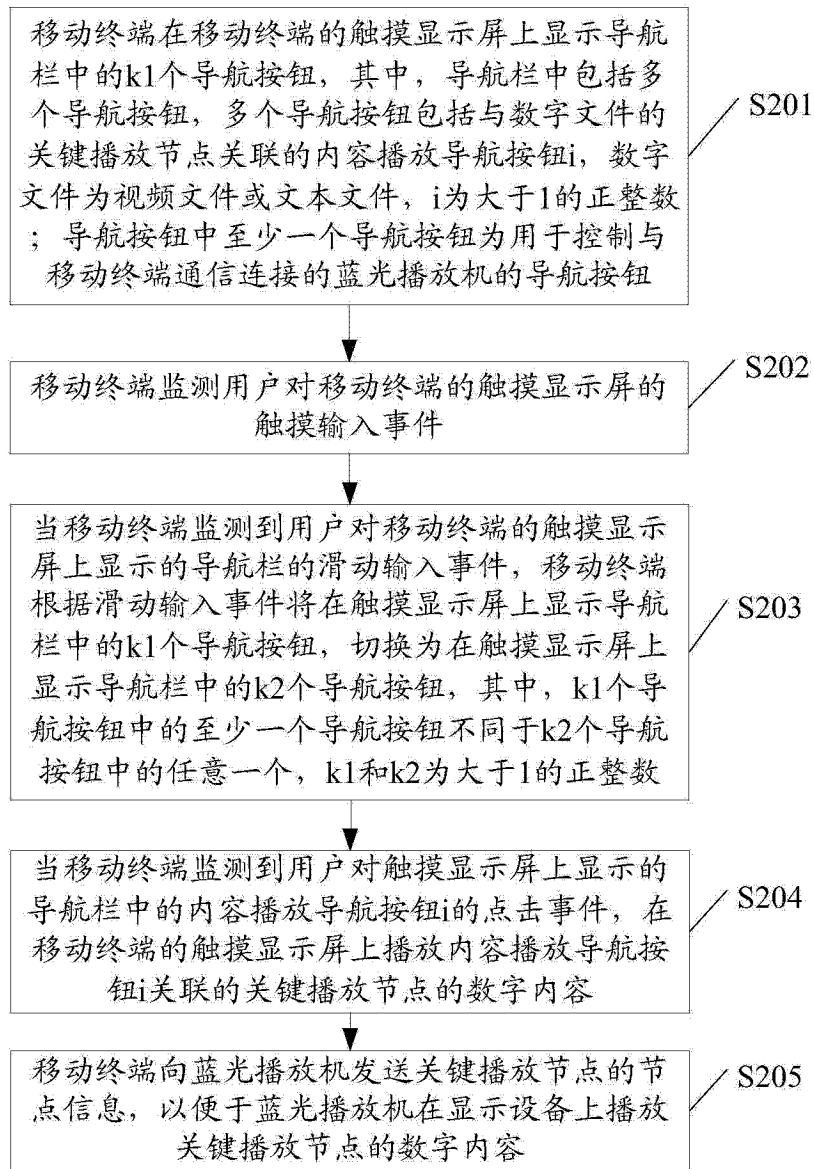 移动终端在移动终端的触摸显示屏上显示导航
栏中的k1个导航按钮，其中，导航栏中包括多
个导航按钮，多个导航按钮包括与数字文件的
关键播放节点关联的内容播放导航按钮i，数字
文件为视频文件或文本文件，i为大于1的正整数
；导航按钮中至少一个导航按钮为用于控制与
移动终端通信连接的蓝光播放机的导航按钮
S201
移动终端监测用户对移动终端的触摸显示屏的
触摸输入事件
S202
当移动终端监测到用户对移动终端的触摸显示
屏上显示的导航栏的滑动输入事件，移动终端
根据滑动输入事件将在触摸显示屏上显示导航
栏中的k1个导航按钮，切换为在触摸显示屏上
显示导航栏中的k2个导航按钮，其中，k1个导
航按钮中的至少一个导航按钮不同于k2个导航
按钮中的任意一个，k1和k2为大于1的正整数
S203
当移动终端监测到用户对触摸显示屏上显示的
导航栏中的内容播放导航按钮i的点击事件，在
移动终端的触摸显示屏上播放内容播放导航按
钮i关联的关键播放节点的数字内容
S204
移动终端向蓝光播放机发送关键播放节点的节
点信息，以便于蓝光播放机在显示设备上播放
关键播放节点的数字内容
S205